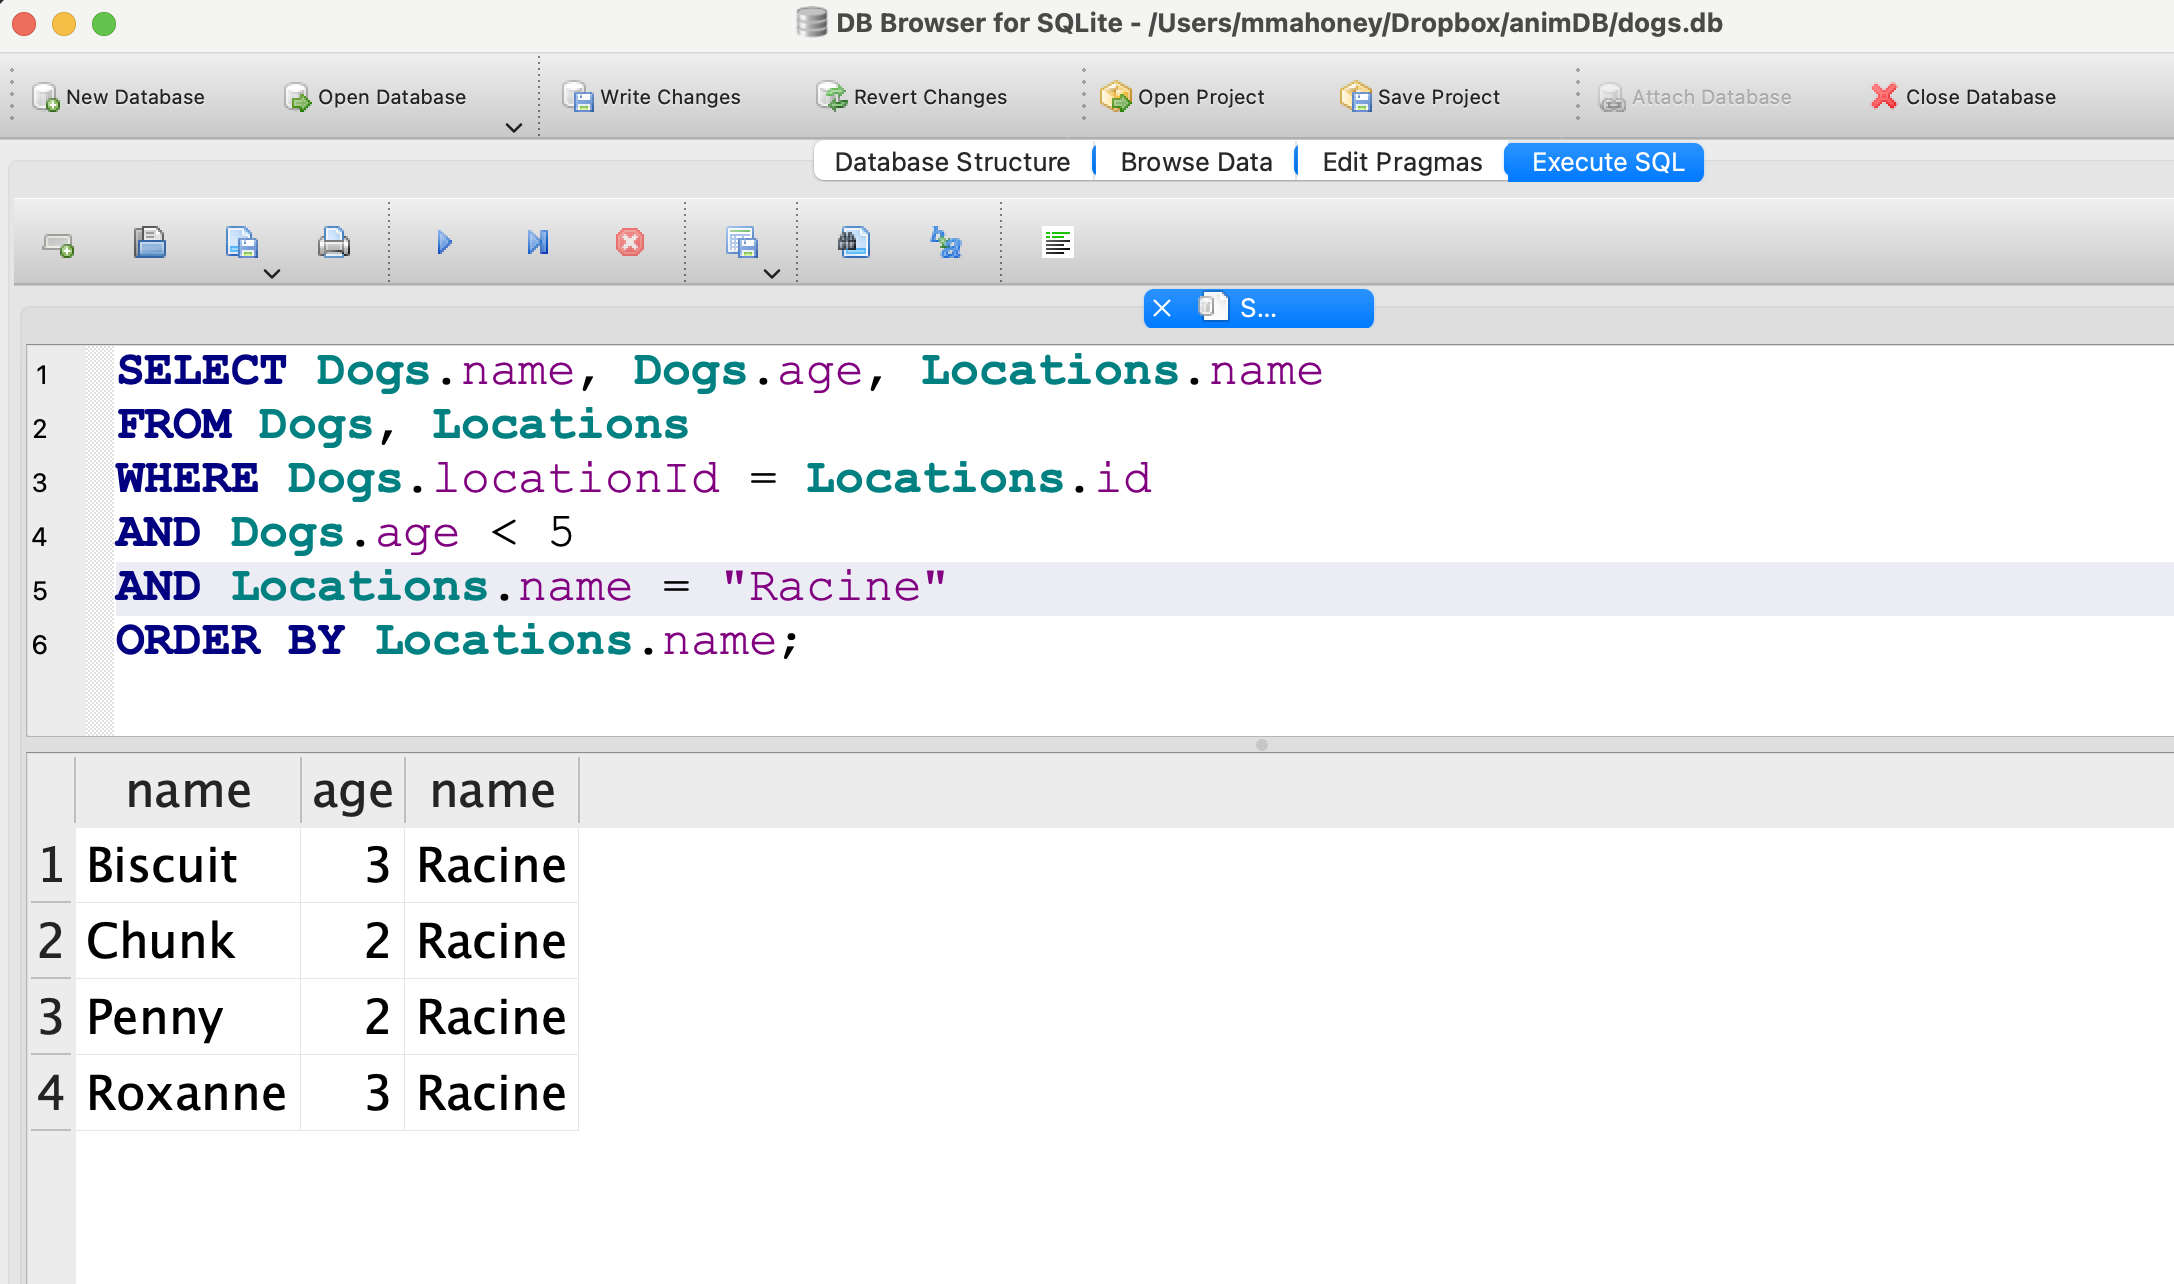 DB Browser for SQLite - /Users/mmahoney/Dropbox/animDB/dogs.db
New Database Open Database Write Changes Revert Changes Open Project Save Project Attach Database Close Database
Database Structure Browse Data Edit Pragmas Execute SQL
S...
1 SELECT Dogs.name, Dogs.age, Locations.name
2 FROM Dogs, Locations
3 WHERE Dogs.locationId = Locations.id
4 AND Dogs.age < 5
5 AND Locations.name = "Racine"
6 ORDER BY Locations.name;
name age name
1 Biscuit 3 Racine
2 Chunk 2 Racine
3 Penny 2 Racine
4 Roxanne 3 Racine